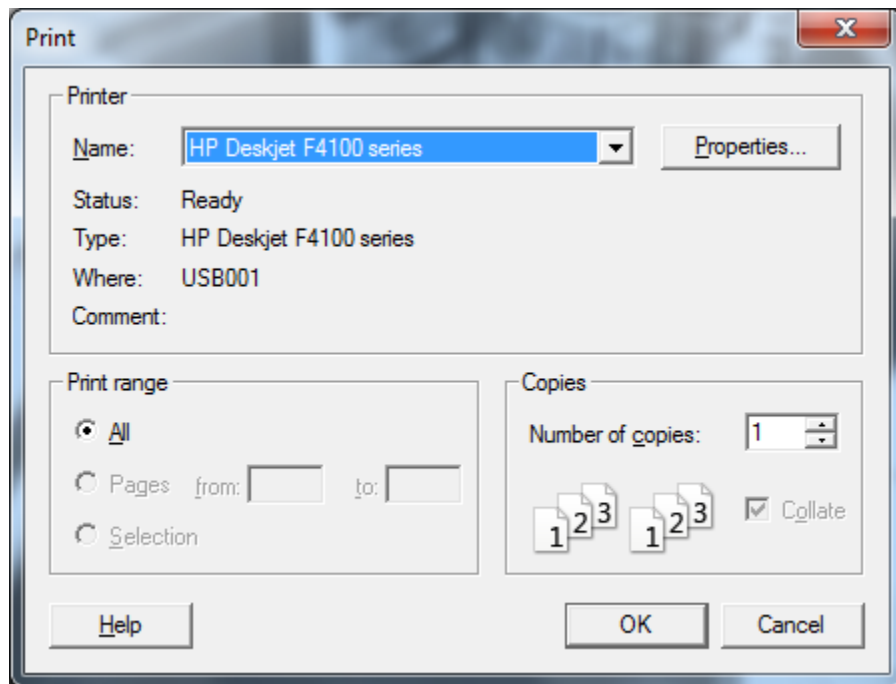 Print
Printer
Name: HP Deskjet F4100 series Properties...
Status: Ready
Type: HP Deskjet F4100 series
Where: USB001
Comment:
Print range
All
Pages from: to:
Selection
Copies
Number of copies: 1
1 2 3 1 2 3 Collate
Help OK Cancel